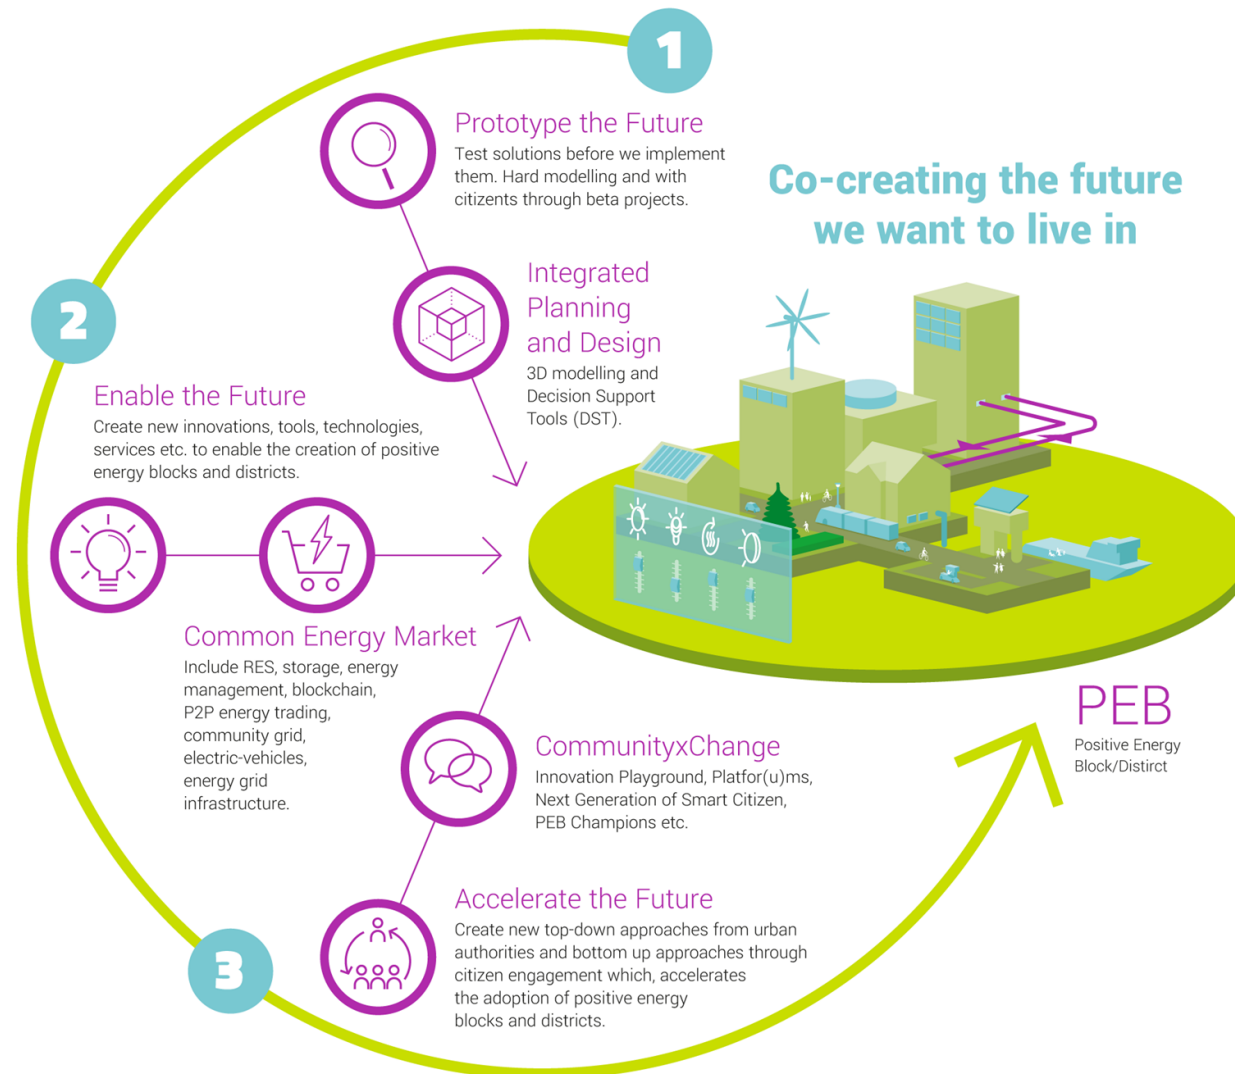 1
Prototype the Future
Test solutions before we implement
them. Hard modelling and with
citizents through beta projects.
Co-creating the future
we want to live in
Integrated
Planning
and Design
3D modelling and
Decision Support
Tools (DST).
2
Enable the Future
Create new innovations, tools, technologies,
services etc. to enable the creation of positive
energy blocks and districts.
Common Energy Market
Include RES, storage, energy
management, blockchain,
P2P energy trading,
community grid,
electric-vehicles,
energy grid
infrastructure.
PEB
Positive Energy
Block/Distirct
CommunityxChange
Innovation Playground, Platfor(u)ms,
Next Generation of Smart Citizen,
PEB Champions etc.
3
Accelerate the Future
Create new top-down approaches from urban
authorities and bottom up approaches through
citizen engagement which, accelerates
the adoption of positive energy
blocks and districts.